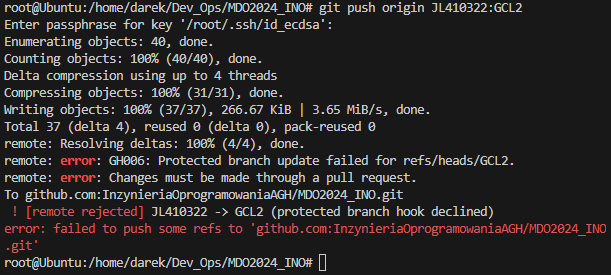 root@Ubuntu:/home/darek/Dev_Ops/MDO2024_INO# git push origin JL410322:GCL2
Enter passphrase for key '/root/.ssh/id_ecdsa':
Enumerating objects: 40, done.
Counting objects: 100% (40/40), done.
Delta compression using up to 4 threads
Compressing objects: 100% (31/31), done.
Writing objects: 100% (37/37), 266.67 KiB | 3.65 MiB/s, done.
Total 37 (delta 4), reused 0 (delta 0), pack-reused 0
remote: Resolving deltas: 100% (4/4), done.
remote: error: GH006: Protected branch update failed for refs/heads/GCL2.
remote: error: Changes must be made through a pull request.
To github.com:InzynieriaOprogramowaniaAGH/MDO2024_INO.git
 ! [remote rejected] JL410322 -> GCL2 (protected branch hook declined)
error: failed to push some refs to 'github.com:InzynieriaOprogramowaniaAGH/MDO2024_INO
.git'
root@Ubuntu:/home/darek/Dev_Ops/MDO2024_INO#